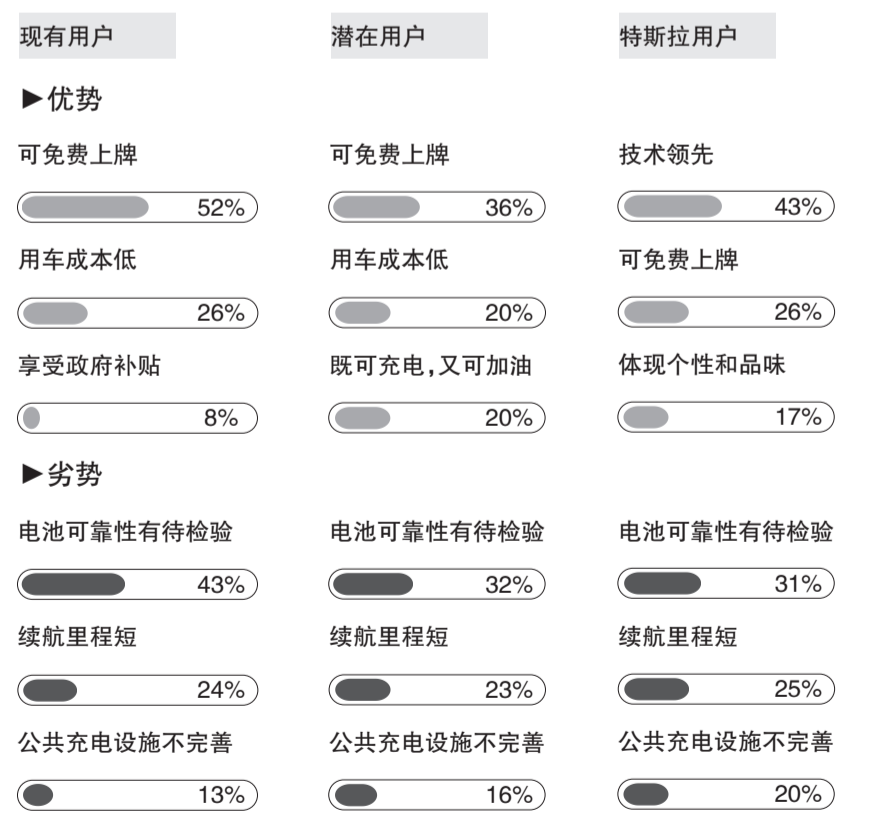 现有用户 潜在用户 特斯拉用户
►优势
可免费上牌 可免费上牌 技术领先
52% 36% 43%
用车成本低 用车成本低 可免费上牌
26% 20% 26%
享受政府补贴 既可充电,又可加油 体现个性和品味
8% 20% 17%
►劣势
电池可靠性有待检验 电池可靠性有待检验 电池可靠性有待检验
43% 32% 31%
续航里程短 续航里程短 续航里程短
24% 23% 25%
公共充电设施不完善 公共充电设施不完善 公共充电设施不完善
13% 16% 20%